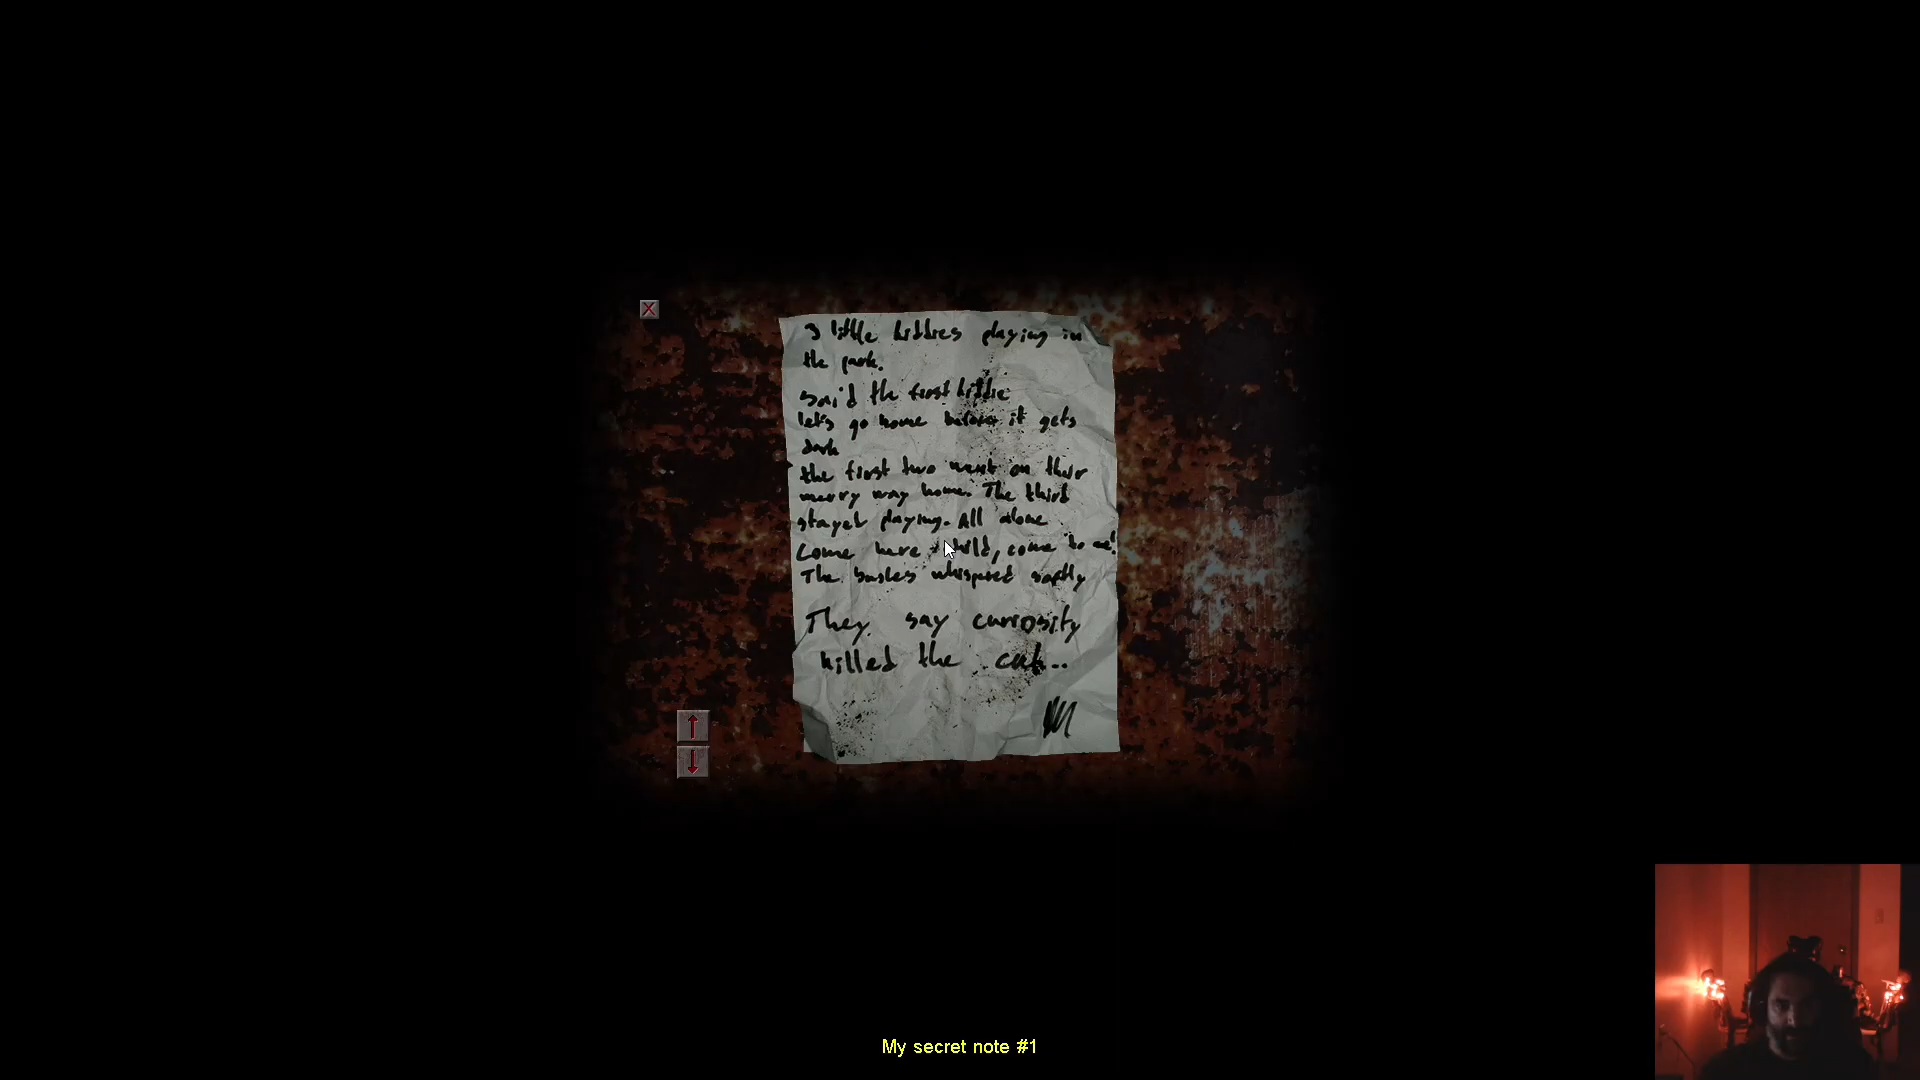 3 little kiddies playing in
the park.
said the first kiddie
let's go home before it gets
dark
the first two went on their
merry way home. The third
stayed playing. All alone
Come here child, come to me!
The bushes whispered softly
They say curiosity
killed the cat...
My secret note #1